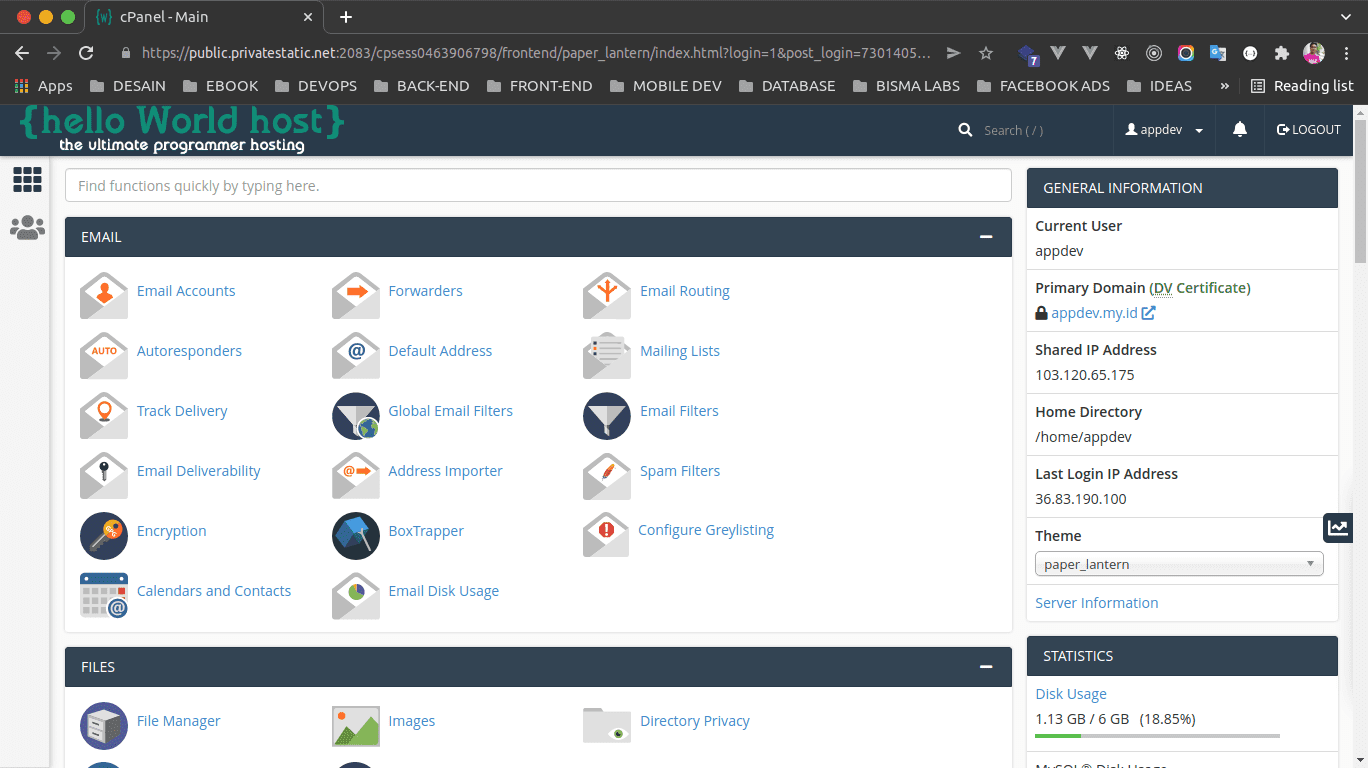 cPanel - Main
https://public.privatestatic.net:2083/cpsess0463906798/frontend/paper_lantern/index.html?login=1&post_login=7301405…
7
Apps DESAIN EBOOK DEVOPS BACK-END FRONT-END MOBILE DEV DATABASE BISMA LABS FACEBOOK ADS IDEAS » Reading list
{hello World host}
the ultimate programmer hosting
Search ( / )
appdev
LOGOUT
Find functions quickly by typing here.
EMAIL
Email Accounts Forwarders Email Routing
AUTO Autoresponders Default Address Mailing Lists
Track Delivery Global Email Filters Email Filters
Email Deliverability Address Importer Spam Filters
Encryption BoxTrapper Configure Greylisting
Calendars and Contacts Email Disk Usage
FILES
File Manager Images Directory Privacy
GENERAL INFORMATION
Current User
appdev
Primary Domain (DV Certificate)
appdev.my.id
Shared IP Address
103.120.65.175
Home Directory
/home/appdev
Last Login IP Address
36.83.190.100
Theme
paper_lantern
Server Information
STATISTICS
Disk Usage
1.13 GB / 6 GB (18.85%)
MySQL® Disk Usage